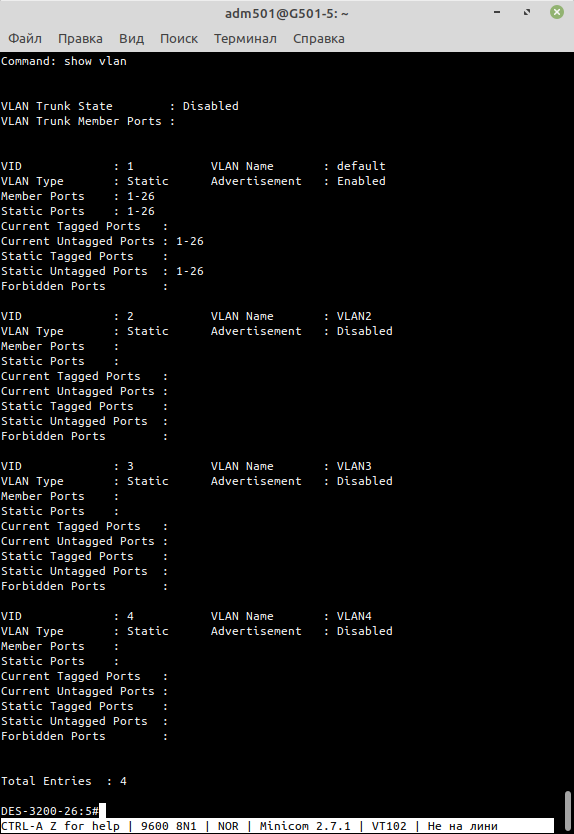 adm501@G501-5: ~
Файл Правка Вид Поиск Терминал Справка
Command: show vlan
VLAN Trunk State : Disabled
VLAN Trunk Member Ports :
VID : 1 VLAN Name : default
VLAN Type : Static Advertisement : Enabled
Member Ports : 1-26
Static Ports : 1-26
Current Tagged Ports :
Current Untagged Ports : 1-26
Static Tagged Ports :
Static Untagged Ports : 1-26
Forbidden Ports :
VID : 2 VLAN Name : VLAN2
VLAN Type : Static Advertisement : Disabled
Member Ports :
Static Ports :
Current Tagged Ports :
Current Untagged Ports :
Static Tagged Ports :
Static Untagged Ports :
Forbidden Ports :
VID : 3 VLAN Name : VLAN3
VLAN Type : Static Advertisement : Disabled
Member Ports :
Static Ports :
Current Tagged Ports :
Current Untagged Ports :
Static Tagged Ports :
Static Untagged Ports :
Forbidden Ports :
VID : 4 VLAN Name : VLAN4
VLAN Type : Static Advertisement : Disabled
Member Ports :
Static Ports :
Current Tagged Ports :
Current Untagged Ports :
Static Tagged Ports :
Static Untagged Ports :
Forbidden Ports :
Total Entries : 4
DES-3200-26:5#
CTRL-A Z for help | 9600 8N1 | NOR | Minicom 2.7.1 | VT102 | Не на лини